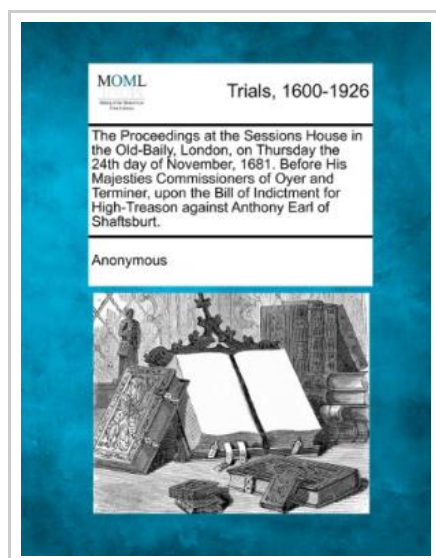 MOML
Trials, 1600-1926
The Proceedings at the Sessions House in
the Old-Baily, London, on Thursday the
24th day of November, 1681. Before His
Majesties Commissioners of Oyer and
Terminer, upon the Bill of Indictment for
High-Treason against Anthony Earl of
Shaftsburt.
Anonymous